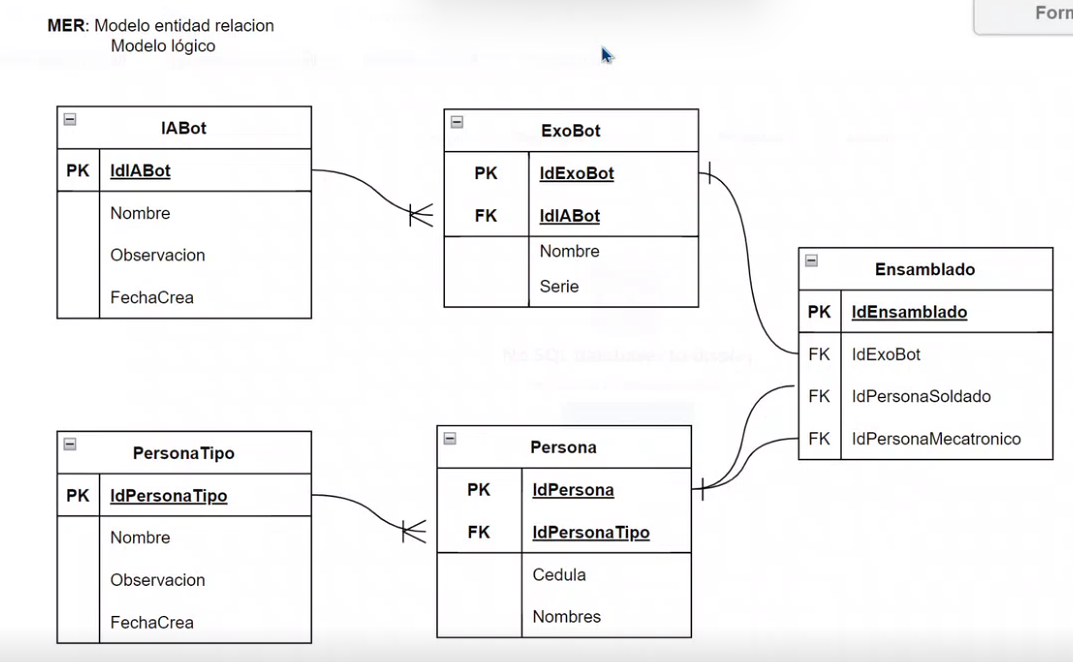 MER: Modelo entidad relacion
Modelo lógico
Form
IABot
PK IdIABot
Nombre
Observacion
FechaCrea
ExoBot
PK IdExoBot
FK IdIABot
Nombre
Serie
Ensamblado
PK IdEnsamblado
FK IdExoBot
FK IdPersonaSoldado
FK IdPersonaMecatronico
PersonaTipo
PK IdPersonaTipo
Nombre
Observacion
FechaCrea
Persona
PK IdPersona
FK IdPersonaTipo
Cedula
Nombres